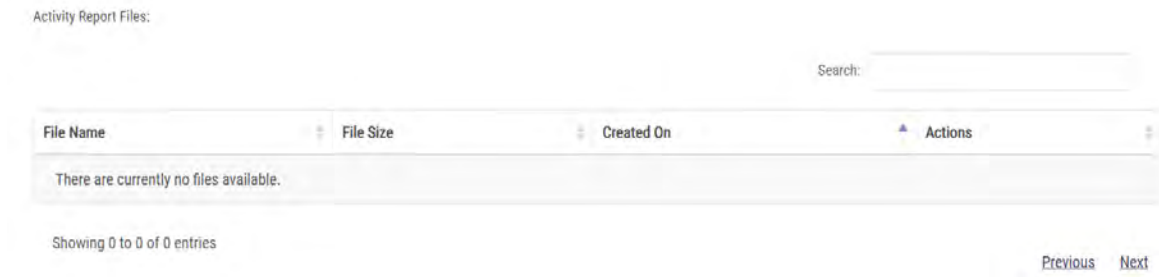 Activity Report Files:
Search:
File Name File Size Created On Actions
There are currently no files available.
Showing 0 to 0 of 0 entries
Previous Next